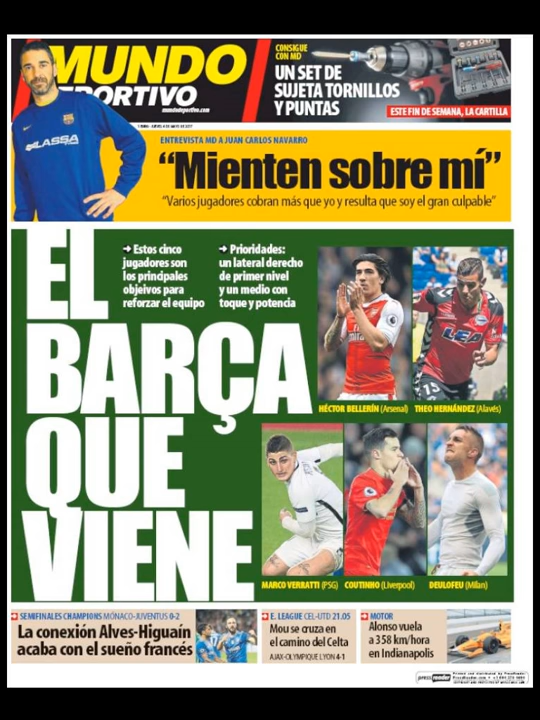 MUNDO
DEPORTIVO
mundodeportivo.com
CONSIGUE
CON MD
UN SET DE
SUJETA TORNILLOS
Y PUNTAS
ESTE FIN DE SEMANA, LA CARTILLA
LASSA
ENTREVISTA MD A JUAN CARLOS NAVARRO
“Mienten sobre mí”
“Varios jugadores cobran más que yo y resulta que soy el gran culpable”
EL
BARÇA
QUE
VIENE
→ Estos cinco
jugadores son
los principales
objeivos para
reforzar el equipo
→ Prioridades:
un lateral derecho
de primer nivel
y un medio con
toque y potencia
HÉCTOR BELLERÍN (Arsenal)
THEO HERNÁNDEZ (Alavés)
LEA
15
MARCO VERRATTI (PSG)
COUTINHO (Liverpool)
DEULOFEU (Milan)
SEMIFINALES CHAMPIONS MÓNACO-JUVENTUS 0-2
La conexión Alves-Higuaín
acaba con el sueño francés
E. LEAGUE CEL-UTD 21.05
Mou se cruza en
el camino del Celta
AJAX-OLYMPIQUE LYON 4-1
MOTOR
Alonso vuela
a 358 km/hora
en Indianapolis
pressreader